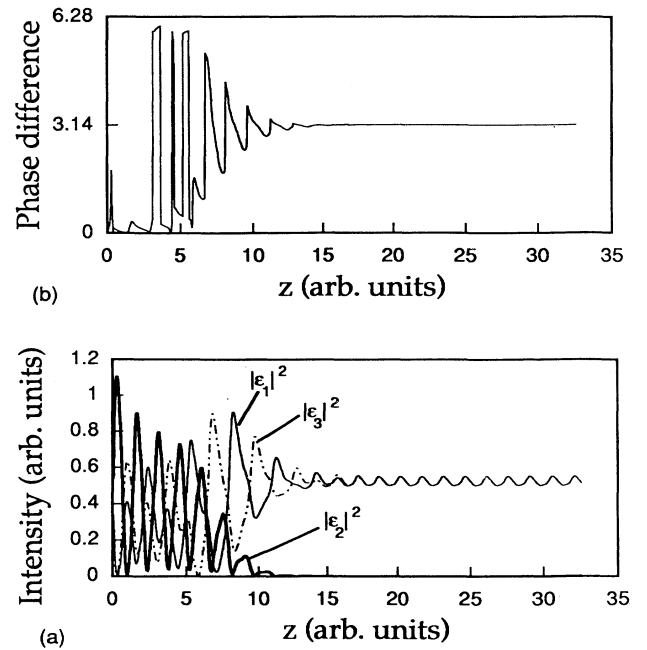 6.28
3.14
0
Phase difference
0 5 10 15 20 25 30 35
z (arb. units)
(b)
1.2
1
0.8
0.6
0.4
0.2
0
Intensity (arb. units)
|ε₁|²
|ε₃|²
|ε₂|²
0 5 10 15 20 25 30 35
z (arb. units)
(a)